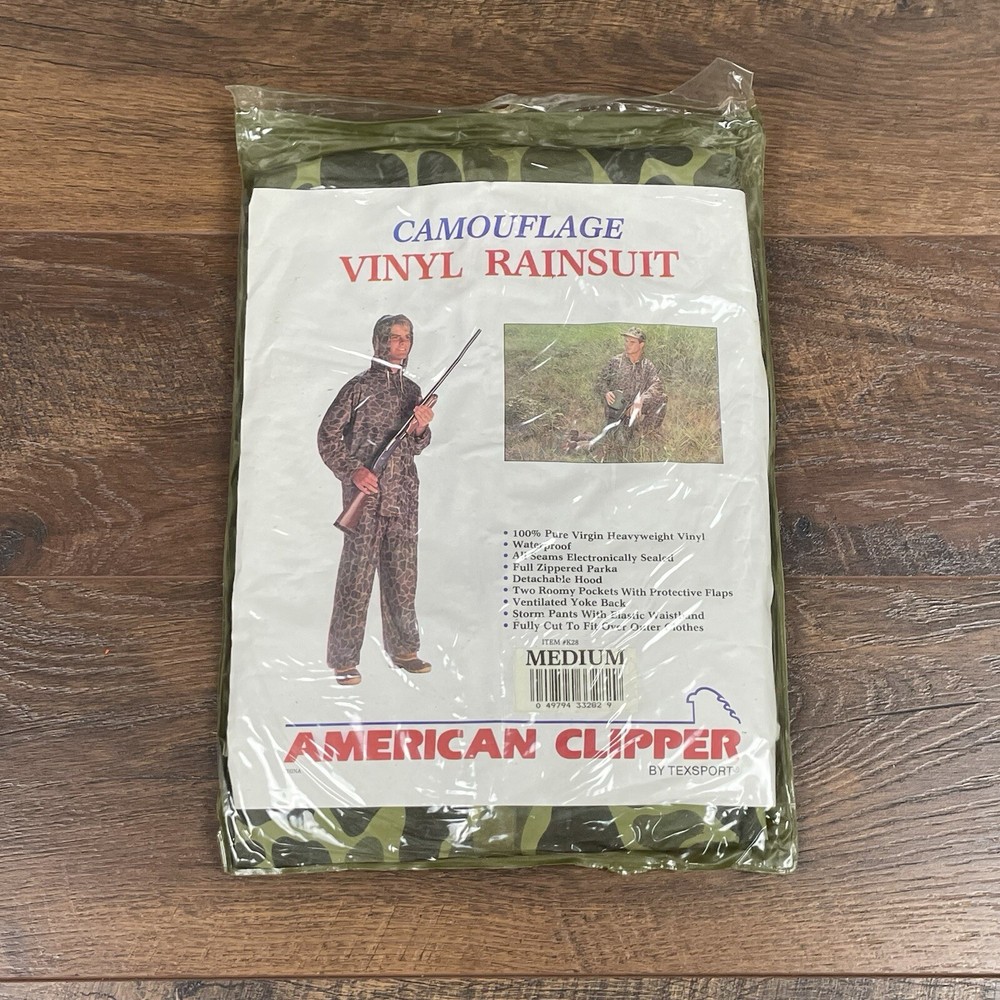 CAMOUFLAGE
VINYL RAINSUIT
• 100% Pure Virgin Heavyweight Vinyl
• Waterproof
• All Seams Electronically Sealed
• Full Zippered Parka
• Detachable Hood
• Two Roomy Pockets With Protective Flaps
• Ventilated Yoke Back
• Storm Pants With Elastic Waistband
• Fully Cut To Fit Over Outer Clothes
ITEM #K28
MEDIUM
0 49794 33202 9
AMERICAN CLIPPER
BY TEXSPORT